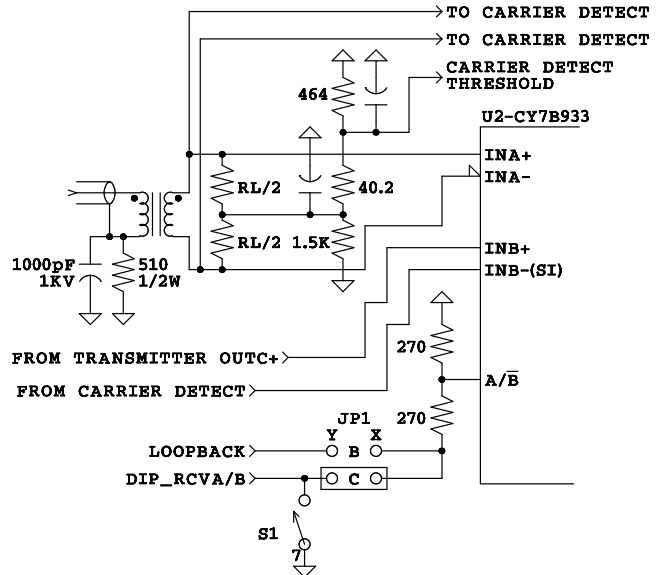 TO CARRIER DETECT
TO CARRIER DETECT
CARRIER DETECT
THRESHOLD
464
U2-CY7B933
INA+
INA-
RL/2
40.2
RL/2
1.5K
INB+
INB-(SI)
1000pF
1KV
510
1/2W
270
FROM TRANSMITTER OUTC+
A/B̅
FROM CARRIER DETECT
270
JP1
Y X
LOOPBACK
B
DIP_RCVA/B
C
S1
7